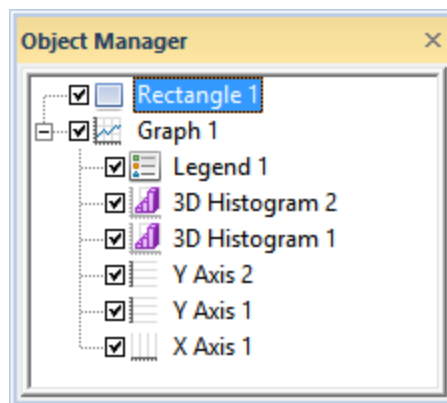 Object Manager
Rectangle 1
Graph 1
Legend 1
3D Histogram 2
3D Histogram 1
Y Axis 2
Y Axis 1
X Axis 1